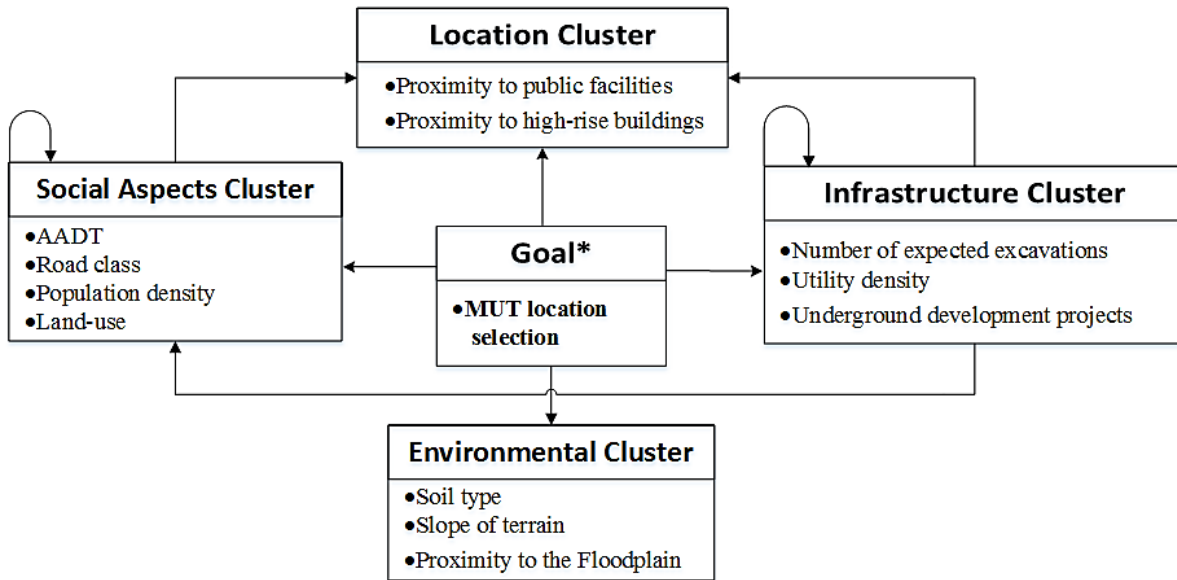 Location Cluster
•Proximity to public facilities
•Proximity to high-rise buildings
Social Aspects Cluster
•AADT
•Road class
•Population density
•Land-use
Goal*
•MUT location
selection
Infrastructure Cluster
•Number of expected excavations
•Utility density
•Underground development projects
Environmental Cluster
•Soil type
•Slope of terrain
•Proximity to the Floodplain